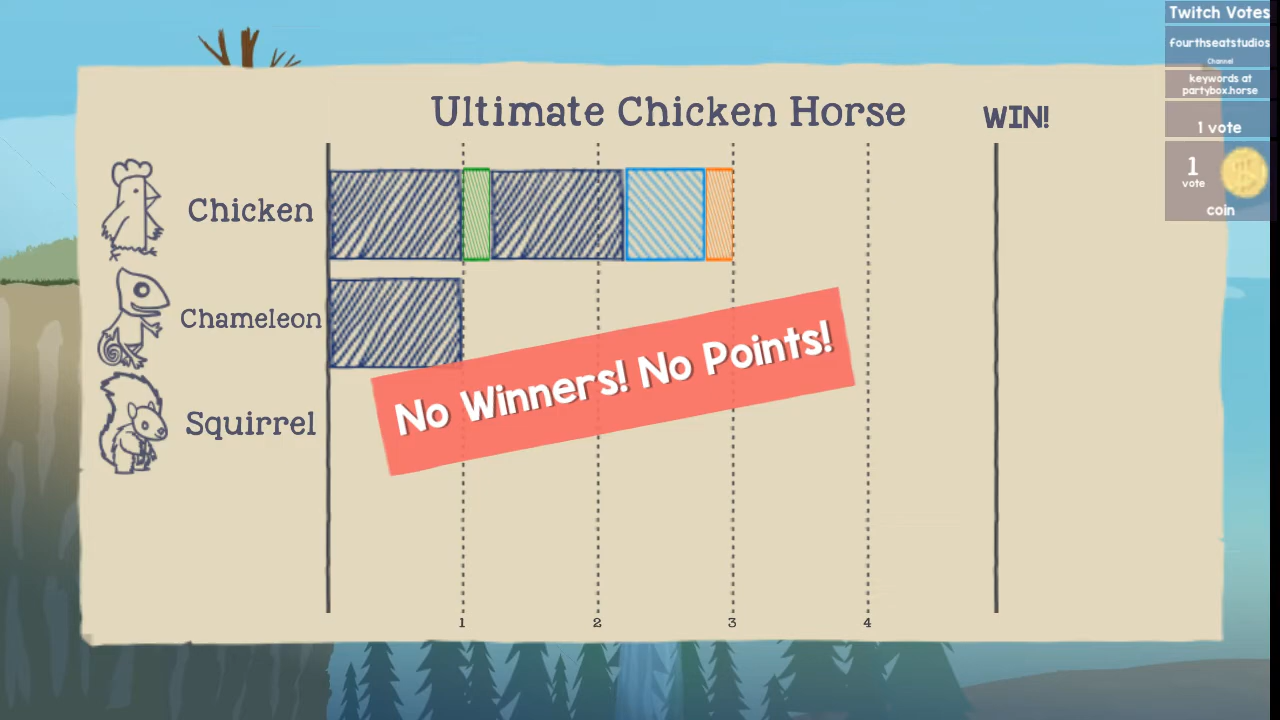 Twitch Votes
fourthseatstudios
Channel
keywords at
partybox.horse
1 vote
1
vote
coin
Ultimate Chicken Horse
WIN!
Chicken
Chameleon
Squirrel
No Winners! No Points!
1 2 3 4